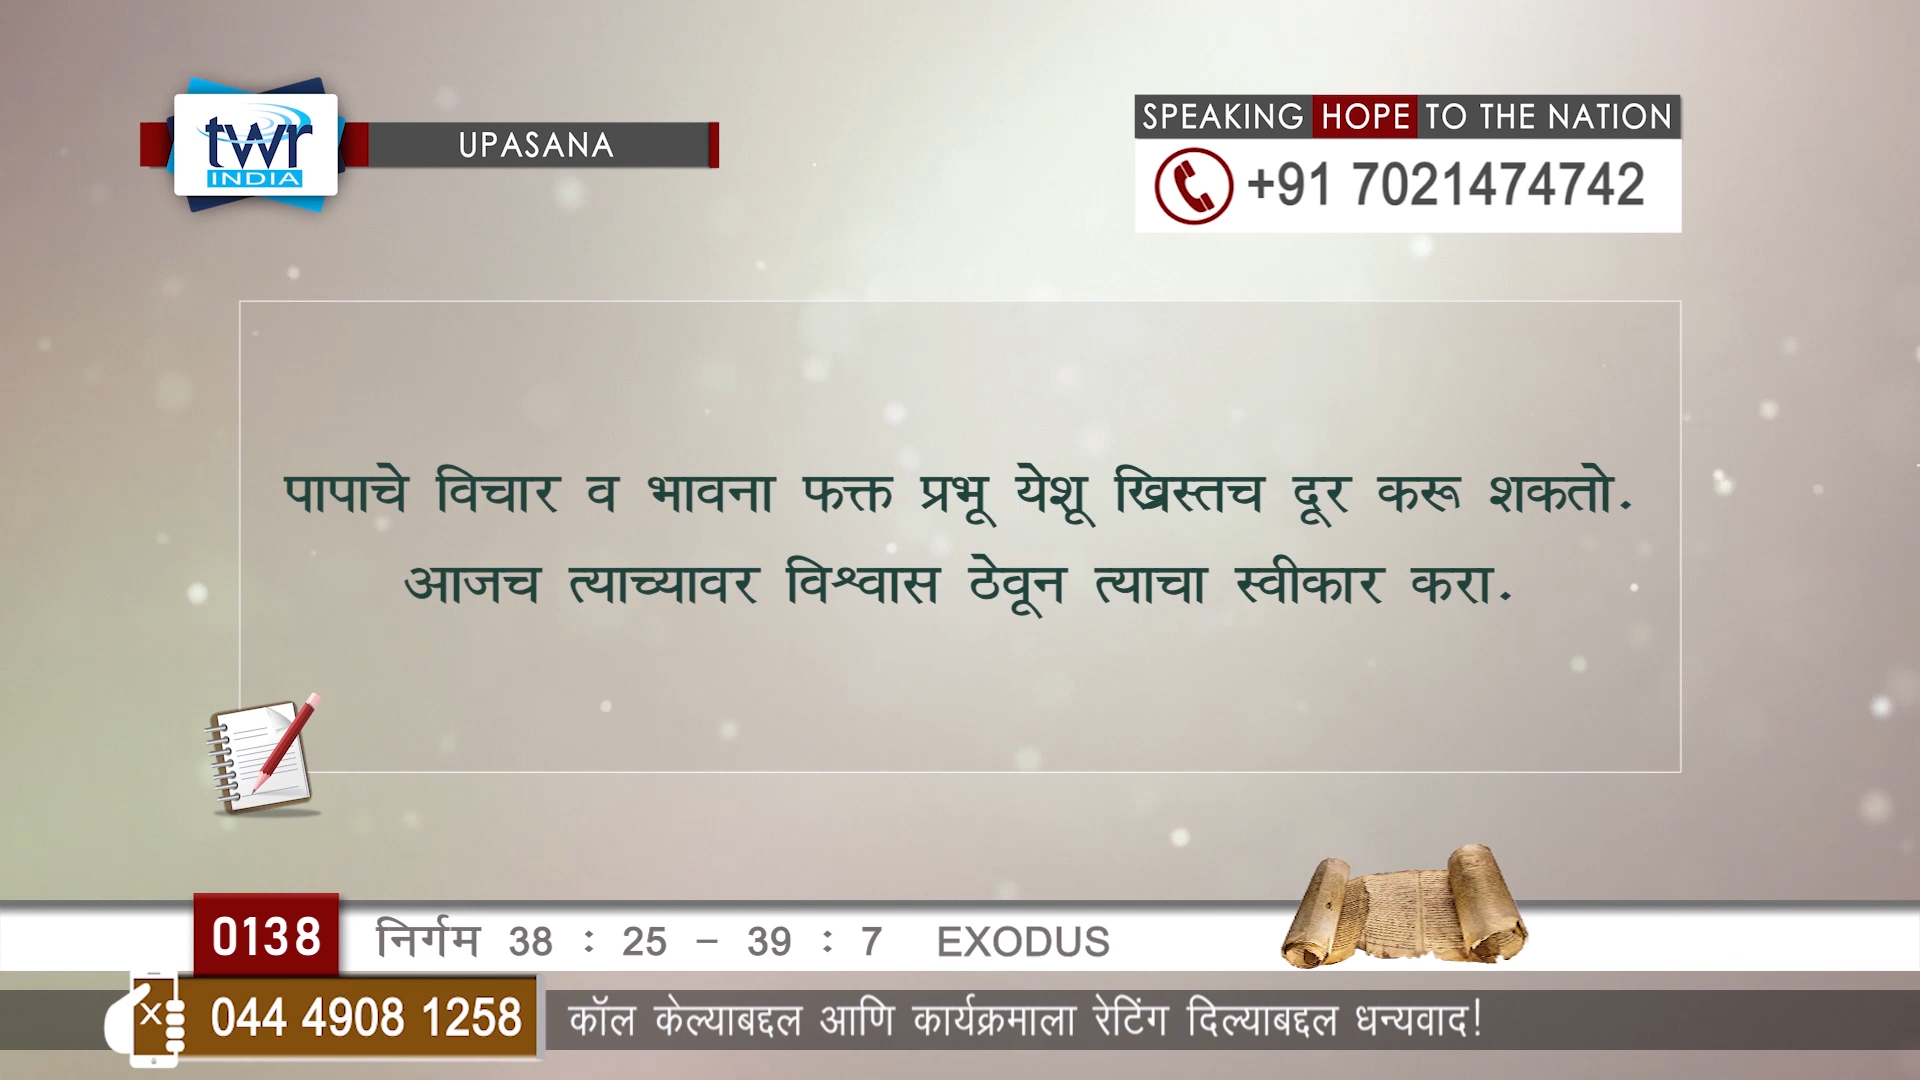 twr
INDIA
UPASANA
SPEAKING HOPE TO THE NATION
+91 7021474742
पापाचे विचार व भावना फक्त प्रभू येशू ख्रिस्तच दूर करू शकतो.
आजच त्याच्यावर विश्वास ठेवून त्याचा स्वीकार करा.
0138 निर्गम 38 : 25 - 39 : 7 EXODUS
X 044 4908 1258 कॉल केल्याबद्दल आणि कार्यक्रमाला रेटिंग दिल्याबद्दल धन्यवाद!